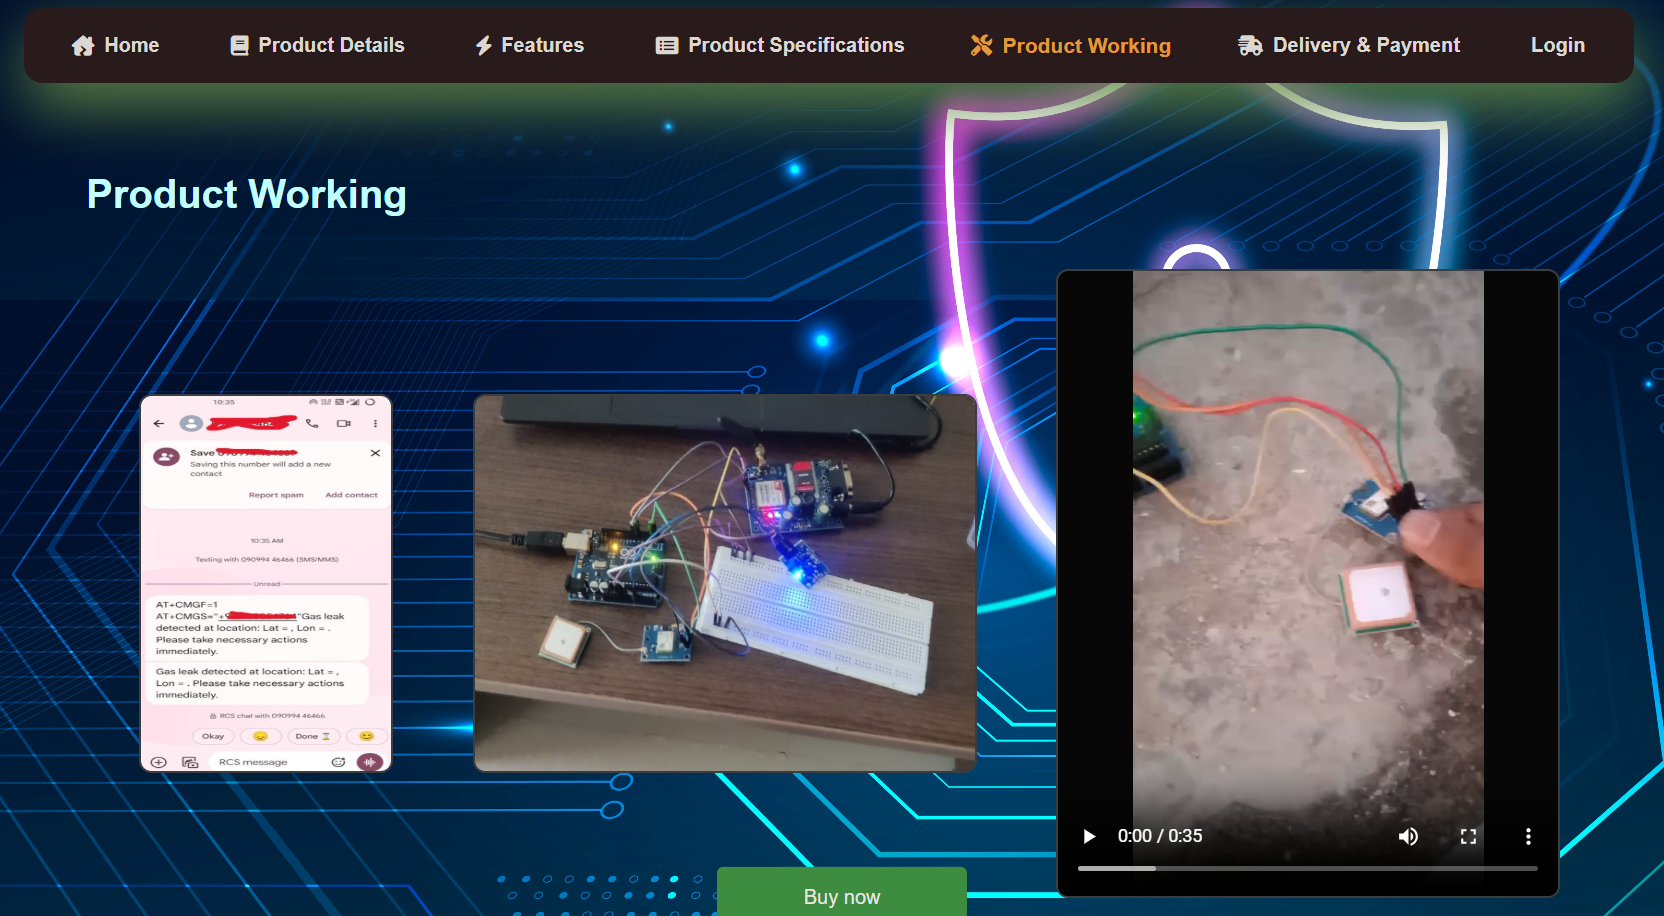 Home
Product Details
Features
Product Specifications
Product Working
Delivery & Payment
Login
Product Working
10:35
Save
Saving this number will add a new
contact
Report spam
Add contact
10:35 AM
Texting with 090994 46466 (SMS/MMS)
Unread
AT+CMGF=1
AT+CMGS="+ "Gas leak
detected at location: Lat = , Lon = .
Please take necessary actions
immediately.
Gas leak detected at location: Lat = ,
Lon = . Please take necessary actions
immediately.
RCS chat with 090994 46466
Okay
Done
RCS message
0:00 / 0:35
Buy now